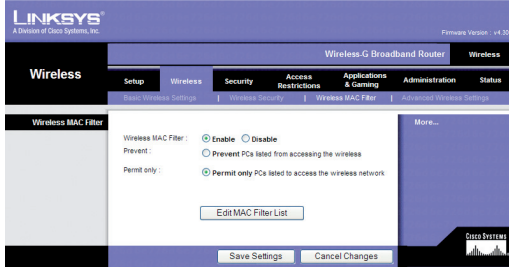 LINKSYS®
A Division of Cisco Systems, Inc.
Firmware Version : v4.30
Wireless-G Broadband Router
Wireless
Wireless
Setup
Wireless
Security
Access Restrictions
Applications & Gaming
Administration
Status
Basic Wireless Settings | Wireless Security | Wireless MAC Filter | Advanced Wireless Settings
Wireless MAC Filter
More...
Wireless MAC Filter : Enable Disable
Prevent : Prevent PCs listed from accessing the wireless
Permit only : Permit only PCs listed to access the wireless network
Edit MAC Filter List
Save Settings
Cancel Changes
CISCO SYSTEMS